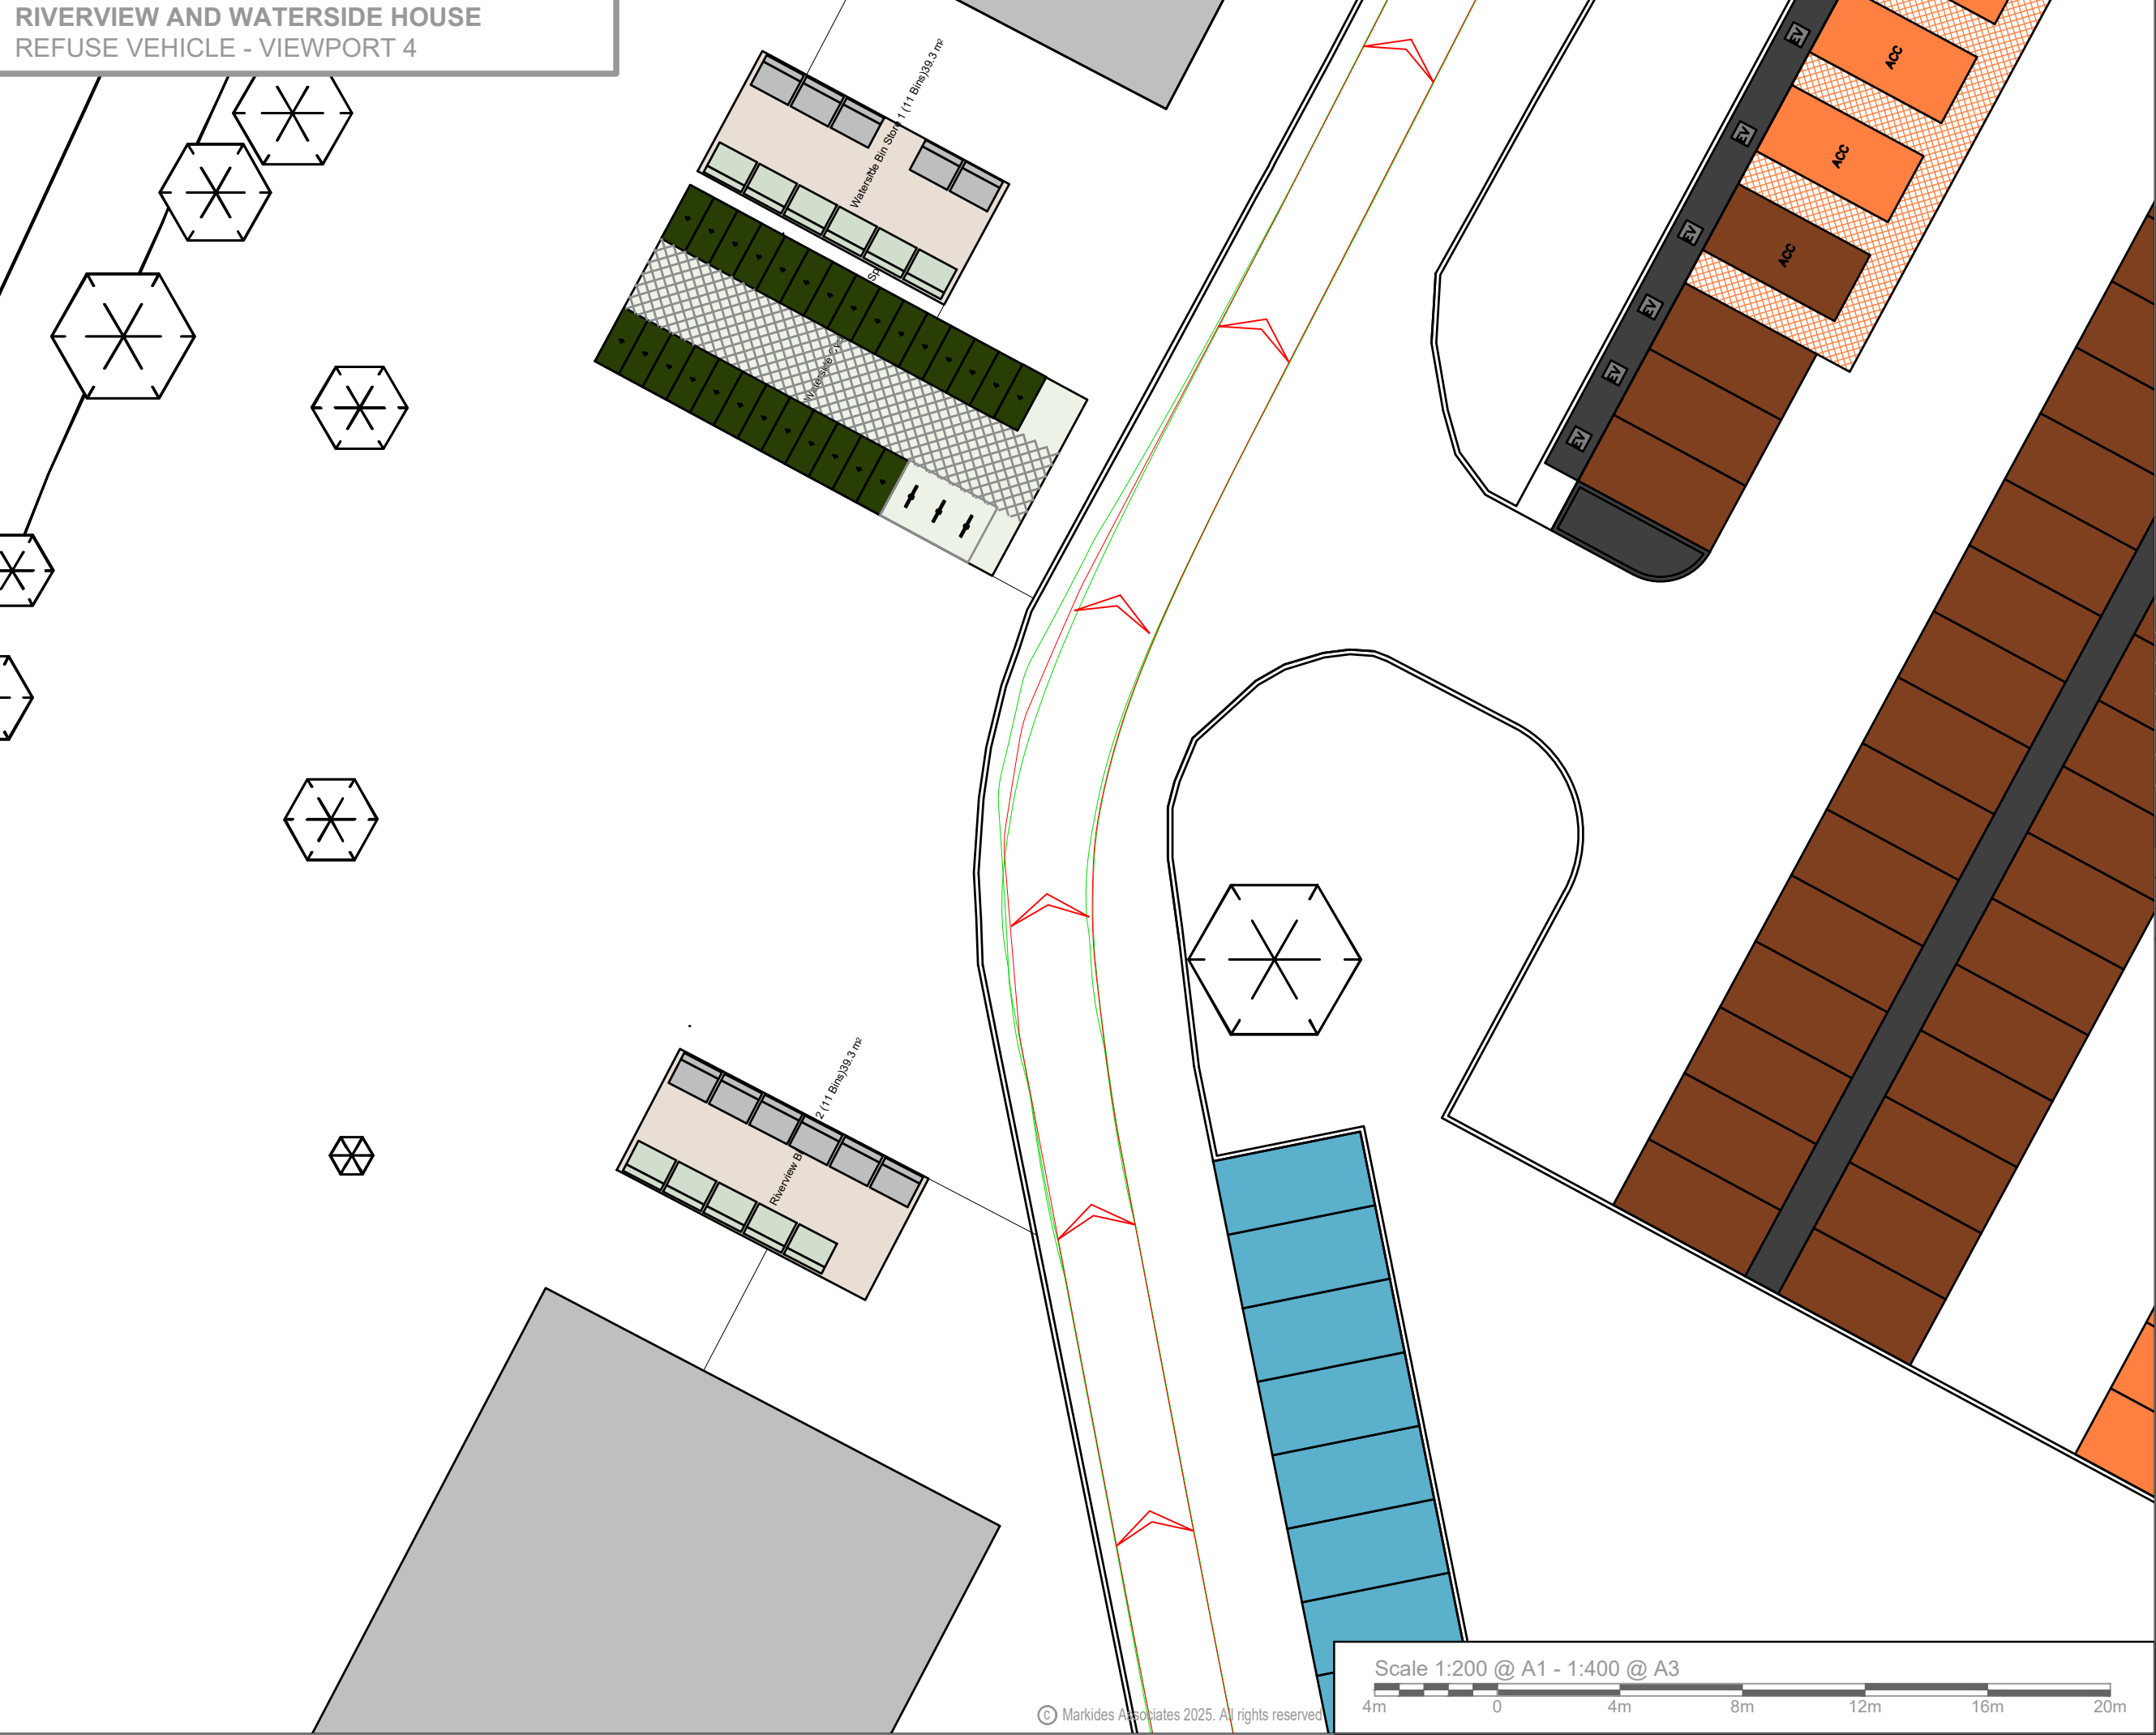 RIVERVIEW AND WATERSIDE HOUSE
REFUSE VEHICLE - VIEWPORT 4
Waterside Bin Store 1 (11 Bins)39.3 m²
EV
ACC
EV
ACC
EV
ACC
EV
EV
EV
Riverview B
2 (11 Bins)39.3 m²
Scale 1:200 @ A1 - 1:400 @ A3
4m 0 4m 8m 12m 16m 20m
© Markides Associates 2025. All rights reserved